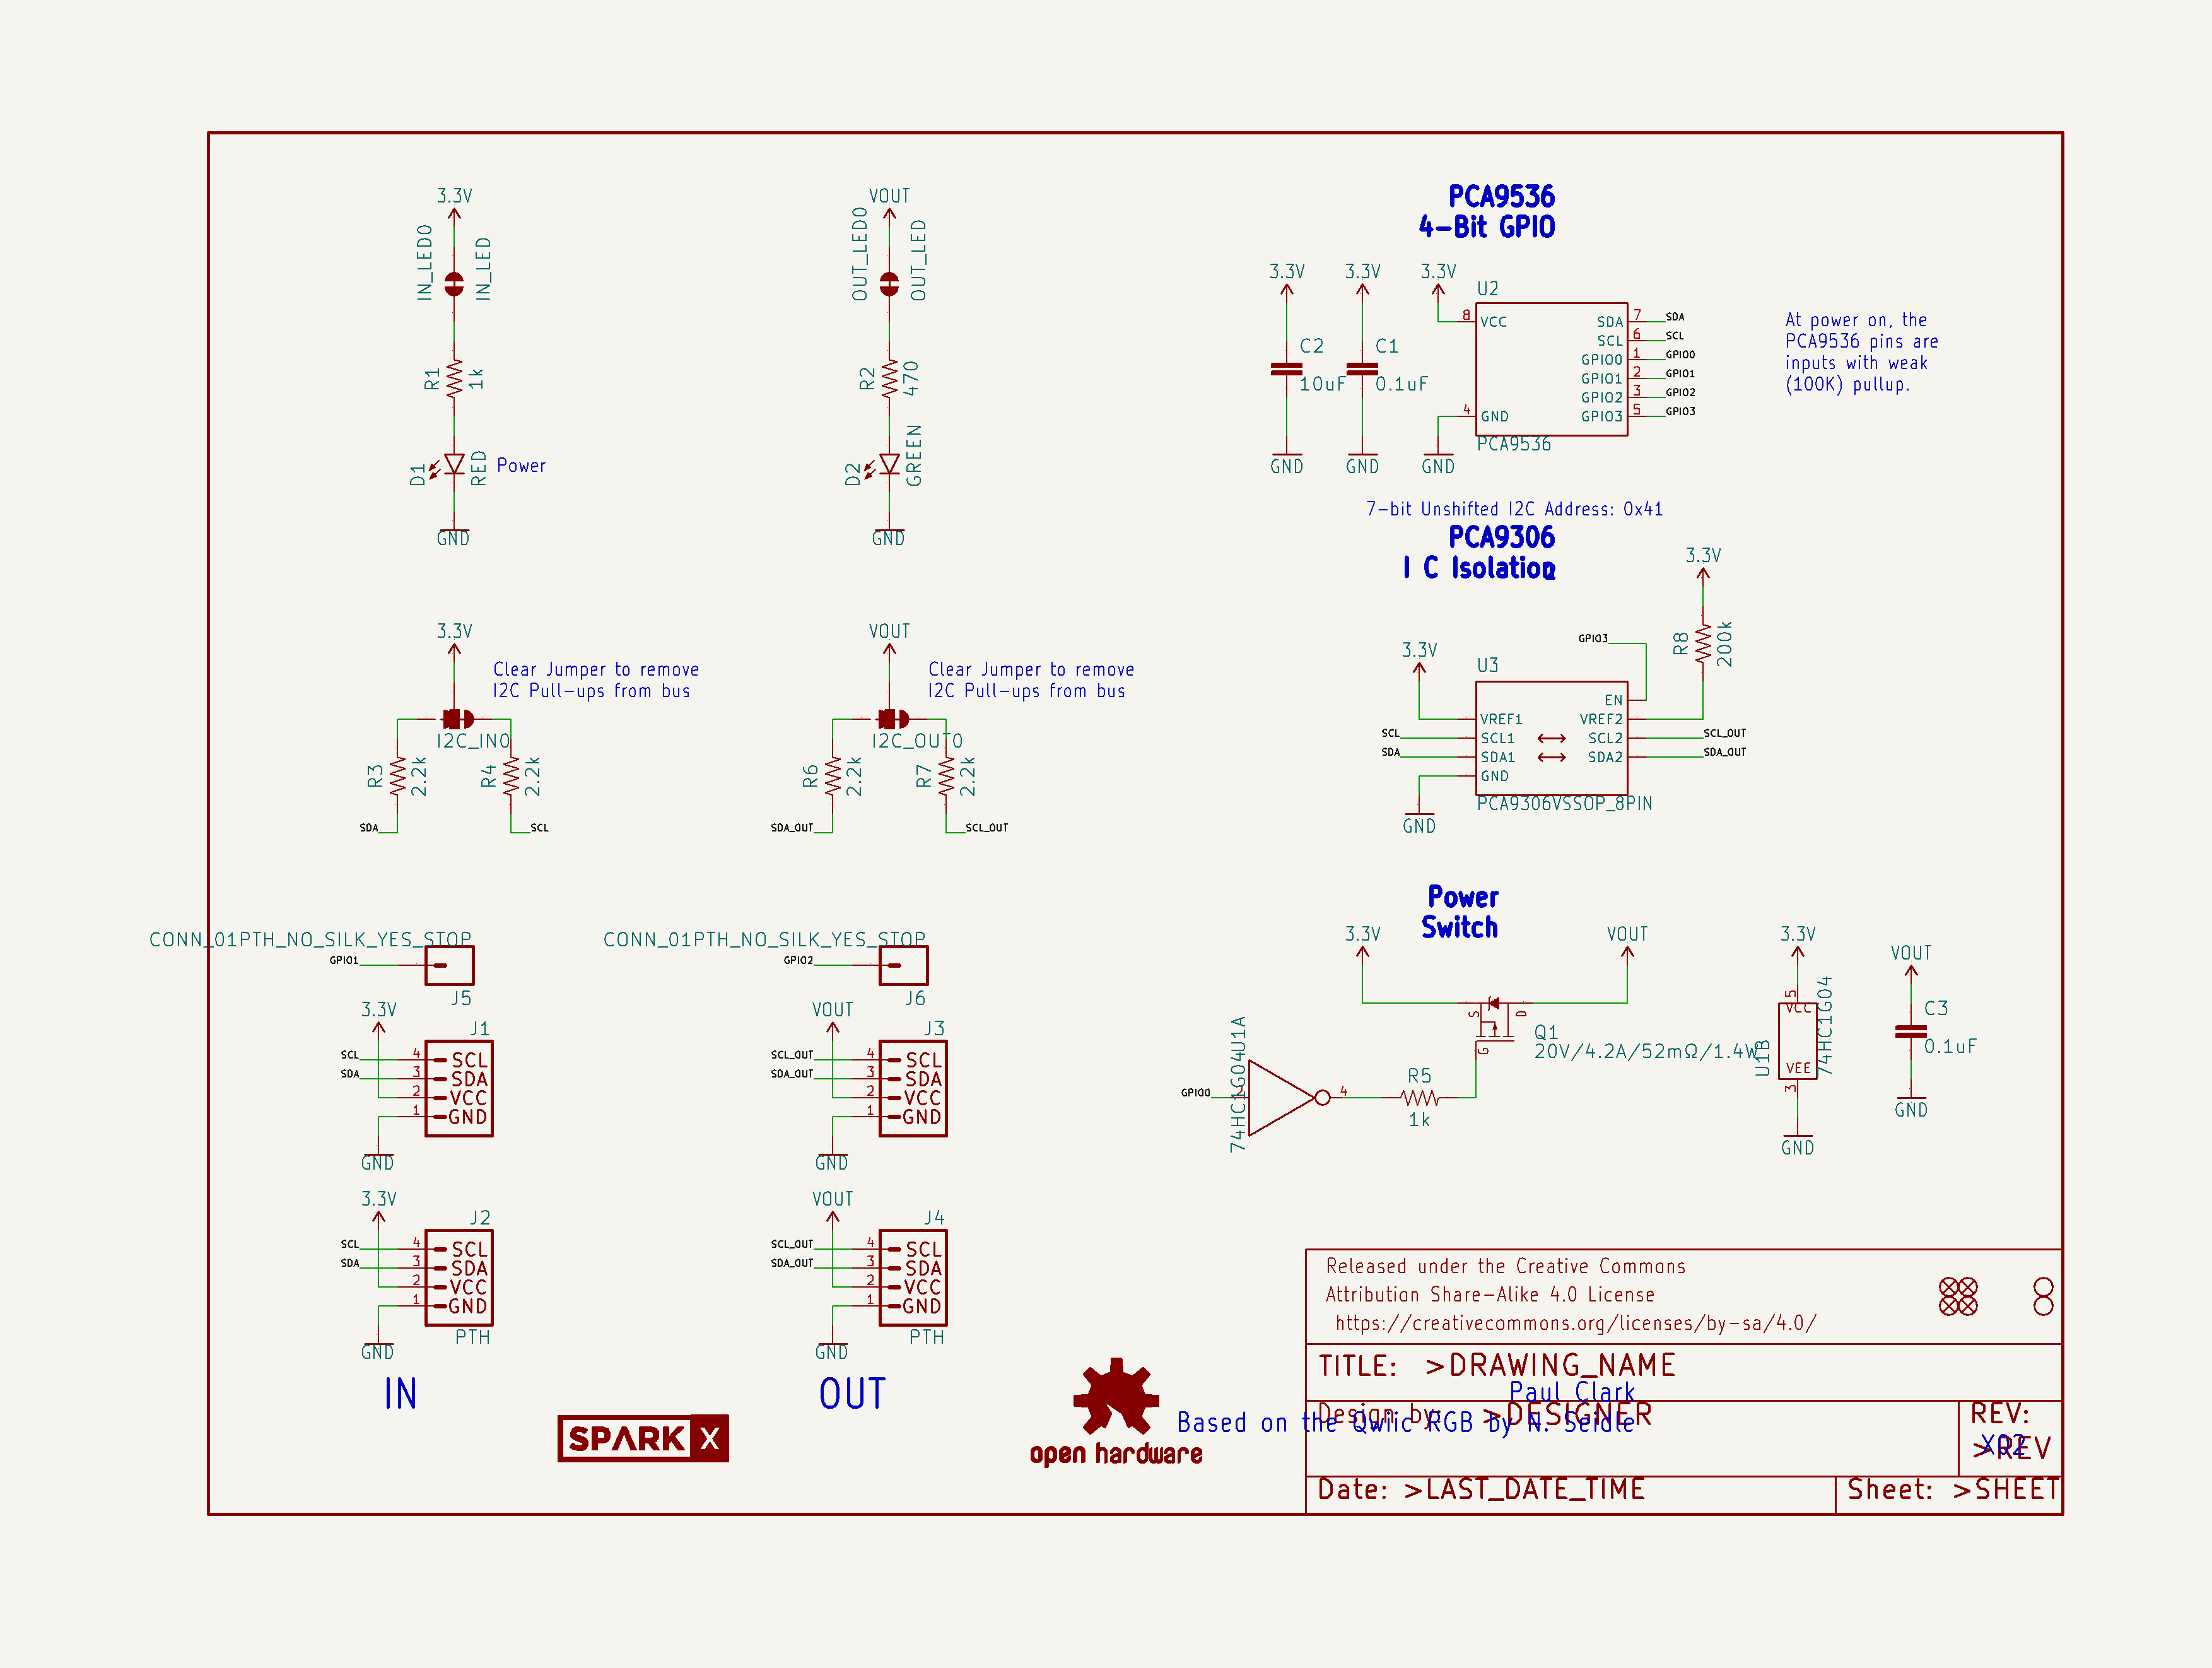 3.3V
IN_LED0
IN_LED
R1
1k
D1
RED
Power
GND
VOUT
OUT_LED0
OUT_LED
R2
470
D2
GREEN
GND
PCA9536
4-Bit GPIO
3.3V
C2
10uF
GND
3.3V
C1
0.1uF
GND
3.3V
GND
U2
8 VCC
4 GND
SDA 7 SDA
SCL 6 SCL
GPIO0 1 GPIO0
GPIO1 2 GPIO1
GPIO2 3 GPIO2
GPIO3 5 GPIO3
PCA9536
At power on, the
PCA9536 pins are
inputs with weak
(100K) pullup.
7-bit Unshifted I2C Address: 0x41
PCA9306
I C Isolation
2
3.3V
R8
200k
GPIO3
3.3V
U3
EN
VREF1 VREF2
SCL SCL1 SCL2 SCL_OUT
SDA SDA1 SDA2 SDA_OUT
GND
PCA9306VSSOP_8PIN
GND
3.3V
Clear Jumper to remove
I2C Pull-ups from bus
I2C_IN0
R3
2.2k
R4
2.2k
SDA
SCL
VOUT
Clear Jumper to remove
I2C Pull-ups from bus
I2C_OUT0
R6
2.2k
R7
2.2k
SDA_OUT
SCL_OUT
Power
Switch
3.3V
VOUT
S
D
G
Q1
20V/4.2A/52mΩ/1.4W
GPIO0
2
74HC1G04
U1A
4
R5
1k
3.3V
5
VCC
VEE
3
U1B
74HC1G04
GND
VOUT
C3
0.1uF
GND
CONN_01PTH_NO_SILK_YES_STOP
GPIO1
J5
3.3V
J1
SCL 4 SCL
SDA 3 SDA
2 VCC
1 GND
GND
3.3V
J2
SCL 4 SCL
SDA 3 SDA
2 VCC
1 GND
PTH
GND
IN
CONN_01PTH_NO_SILK_YES_STOP
GPIO2
J6
VOUT
J3
SCL_OUT 4 SCL
SDA_OUT 3 SDA
2 VCC
1 GND
GND
VOUT
J4
SCL_OUT 4 SCL
SDA_OUT 3 SDA
2 VCC
1 GND
PTH
GND
OUT
SPARK X
open hardware
Released under the Creative Commons
Attribution Share-Alike 4.0 License
https://creativecommons.org/licenses/by-sa/4.0/
TITLE: >DRAWING_NAME
Paul Clark
Design by: >DESIGNER
Based on the Qwiic RGB by N. Seidle
REV:
>REV
X02
Date: >LAST_DATE_TIME
Sheet: >SHEET